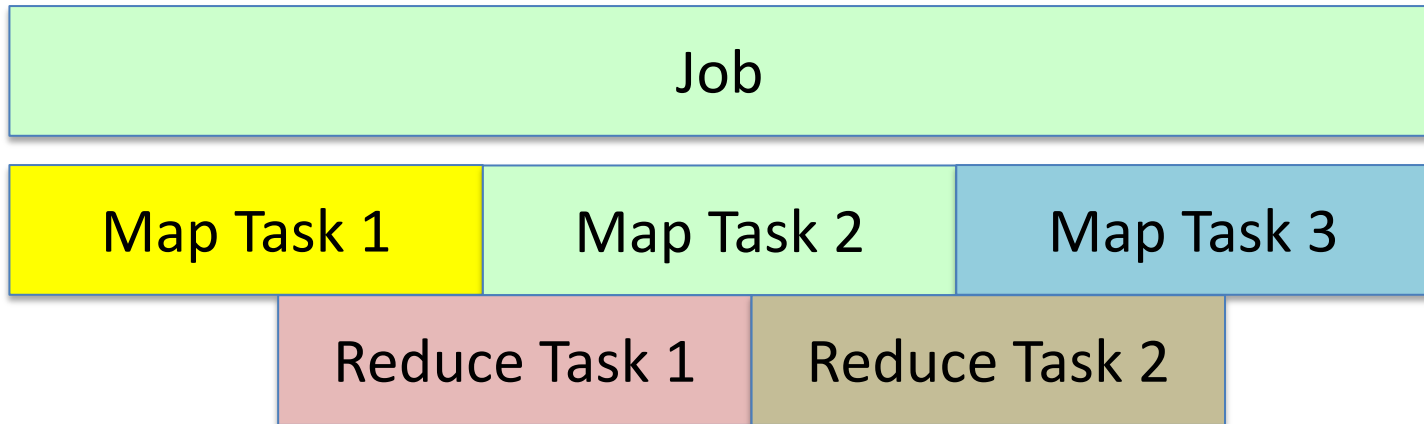 Job
Map Task 1 Map Task 2 Map Task 3
Reduce Task 1 Reduce Task 2